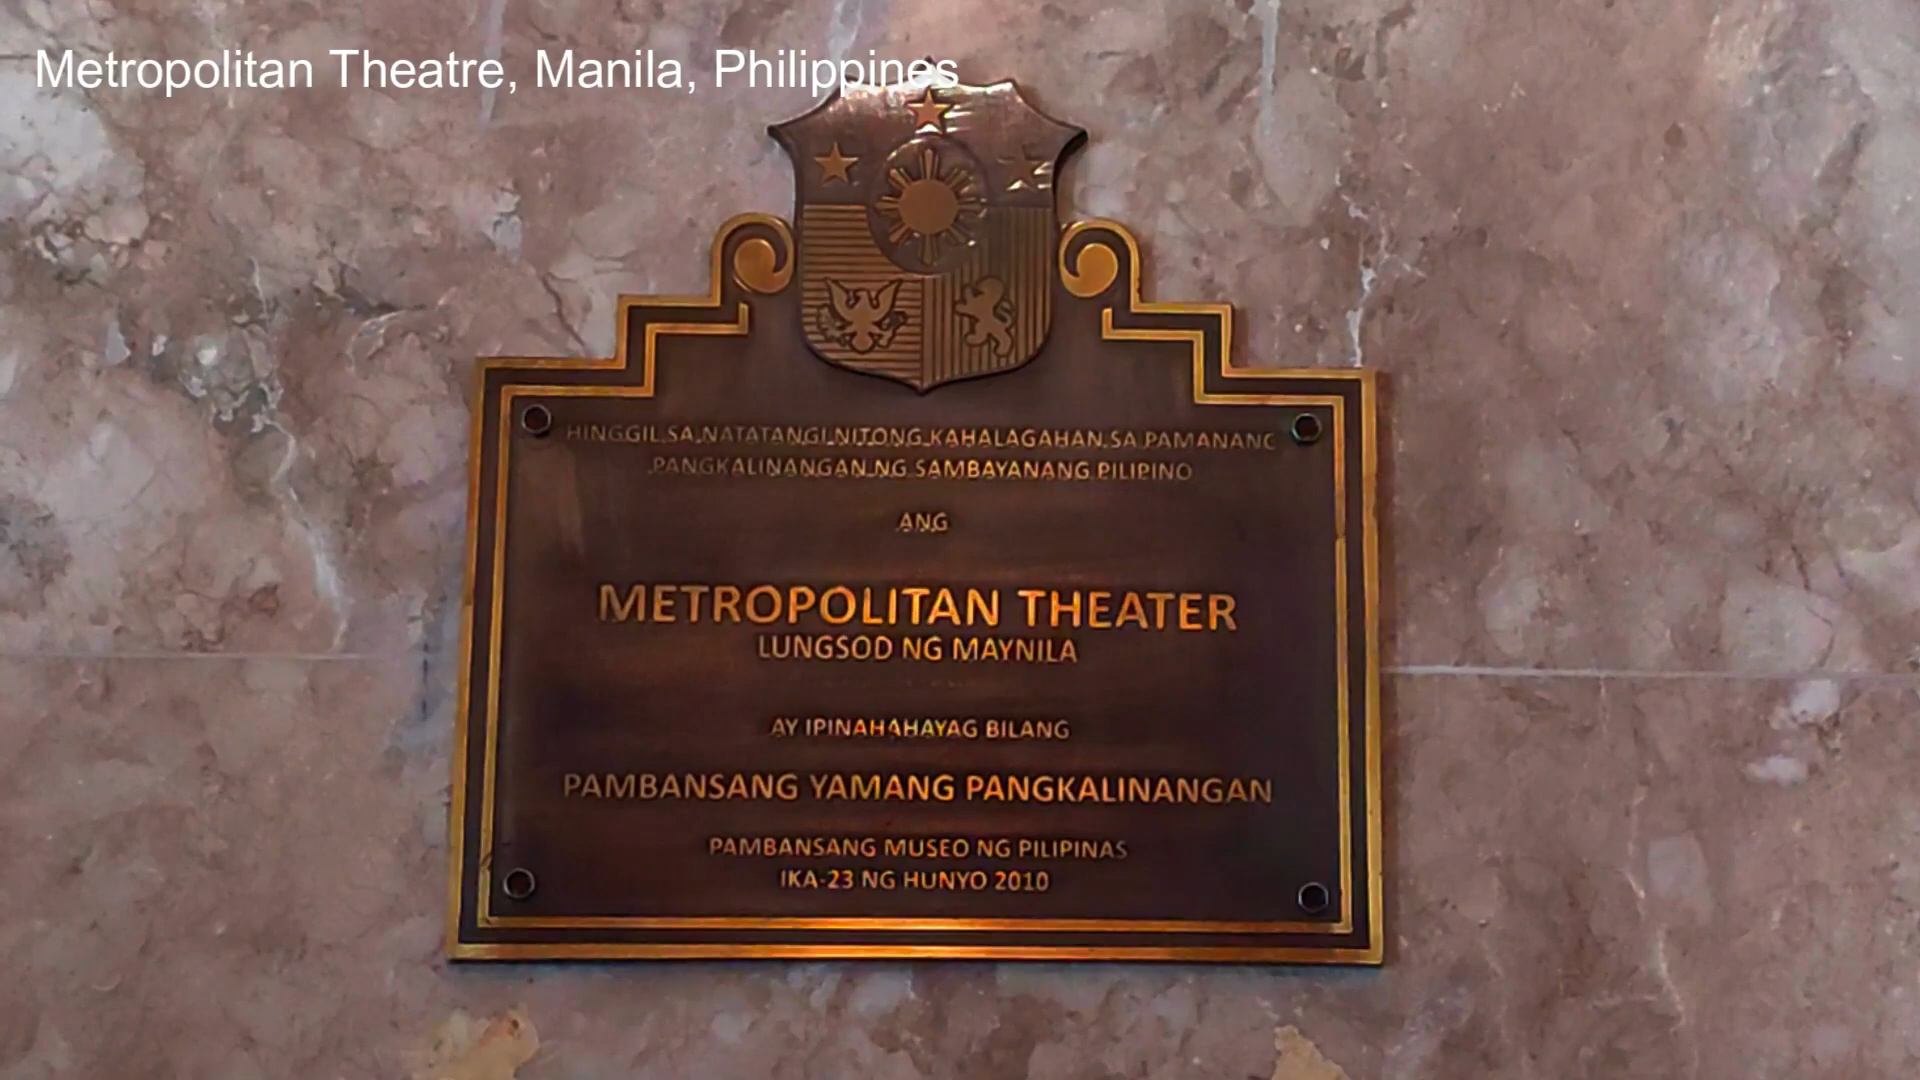 Metropolitan Theatre, Manila, Philippines
HINGGIL SA NATATANGI NITONG KAHALAGAHAN SA PAMANANG
PANGKALINANGAN NG SAMBAYANANG PILIPINO
ANG
METROPOLITAN THEATER
LUNGSOD NG MAYNILA
AY IPINAHAHAYAG BILANG
PAMBANSANG YAMANG PANGKALINANGAN
PAMBANSANG MUSEO NG PILIPINAS
IKA-23 NG HUNYO 2010